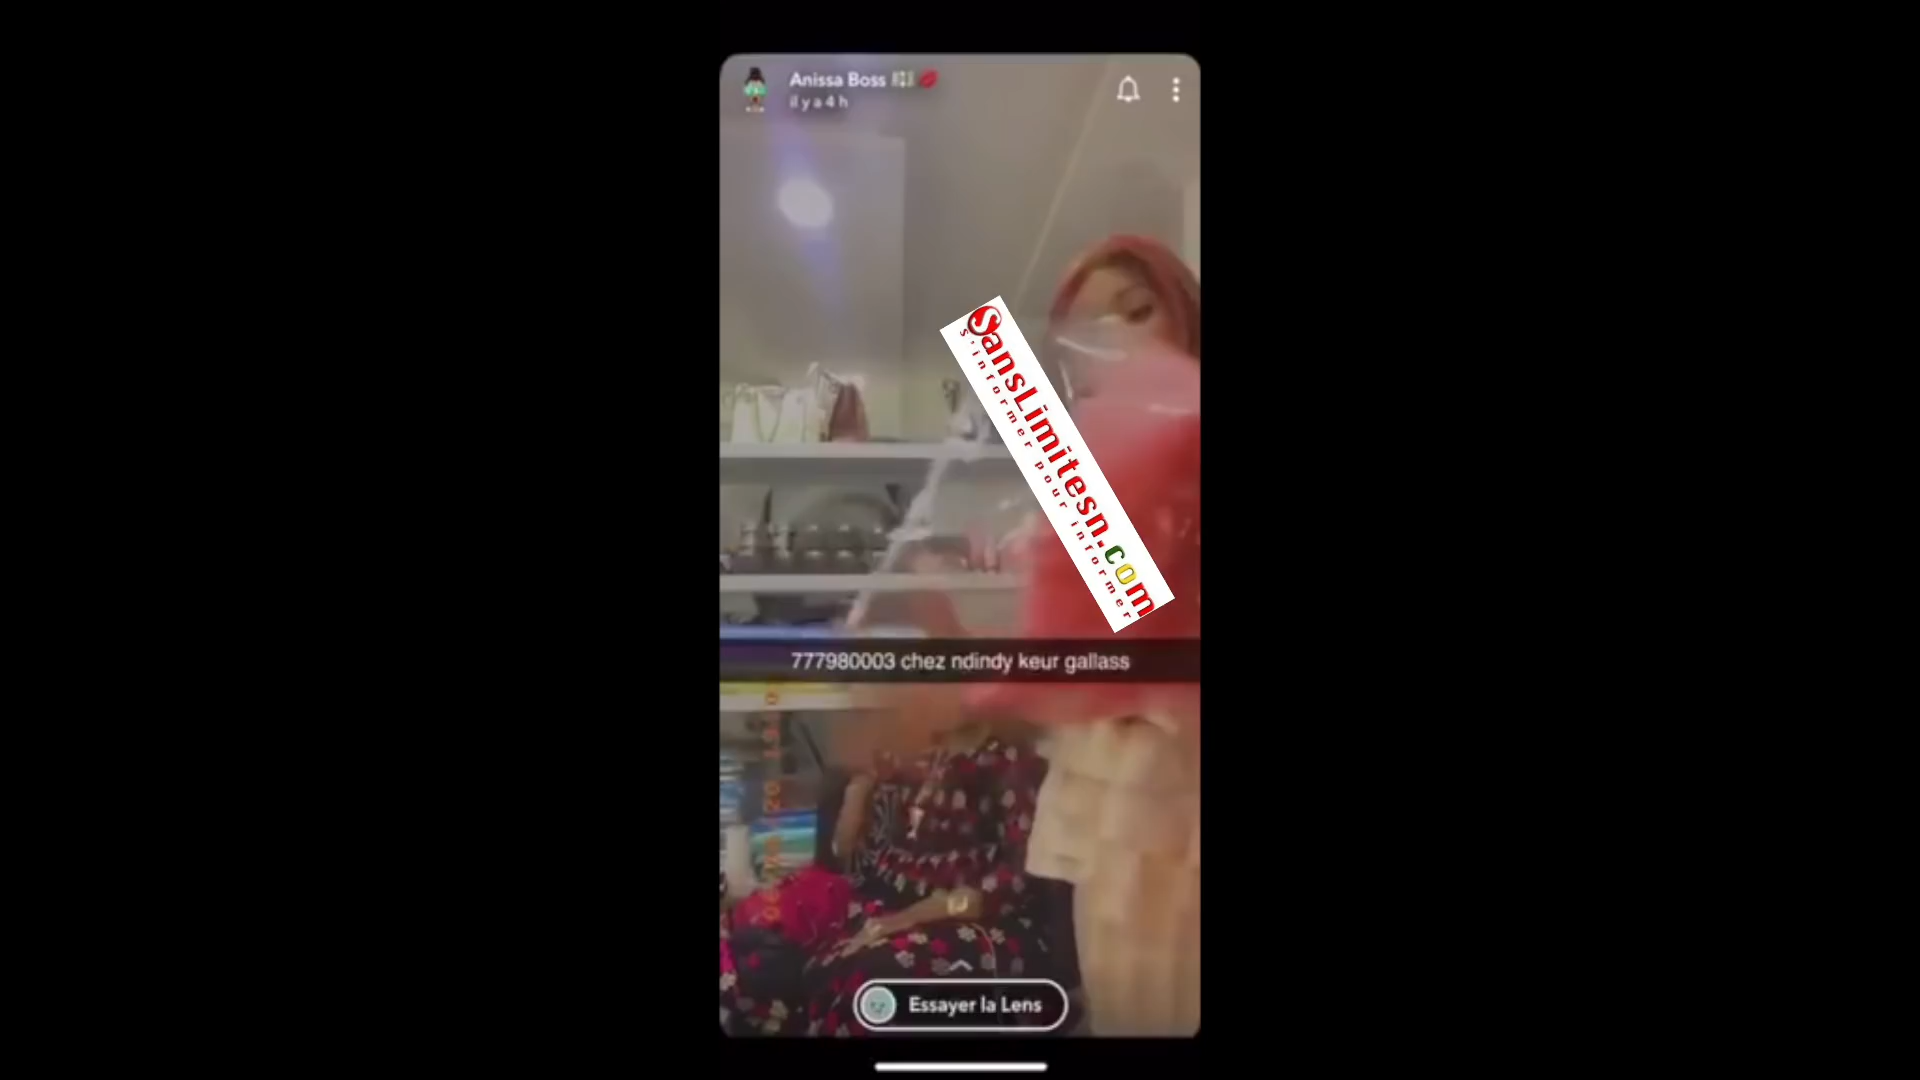 Anissa Boss
il y a 4 h
SansLimitesn.com
s'informer pour informer
777980003 chez ndindy keur gallass
Essayer la Lens